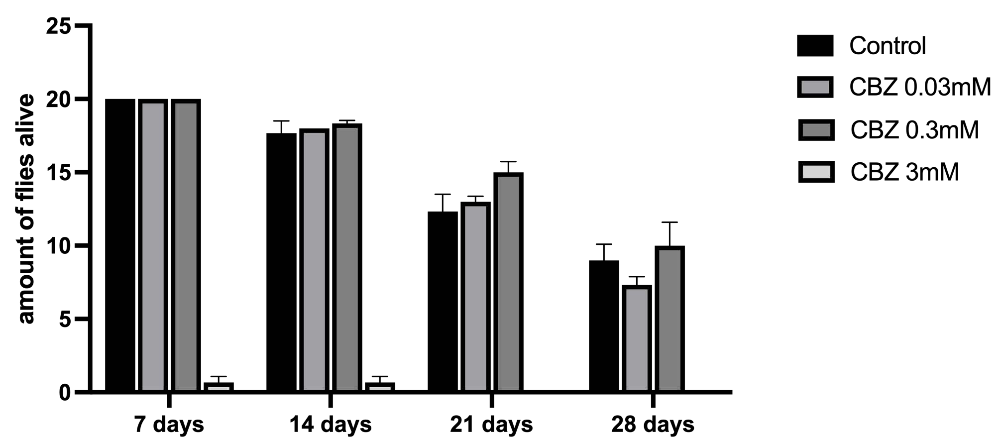 amount of flies alive
25
20
15
10
5
0
7 days
14 days
21 days
28 days
Control
CBZ 0.03mM
CBZ 0.3mM
CBZ 3mM